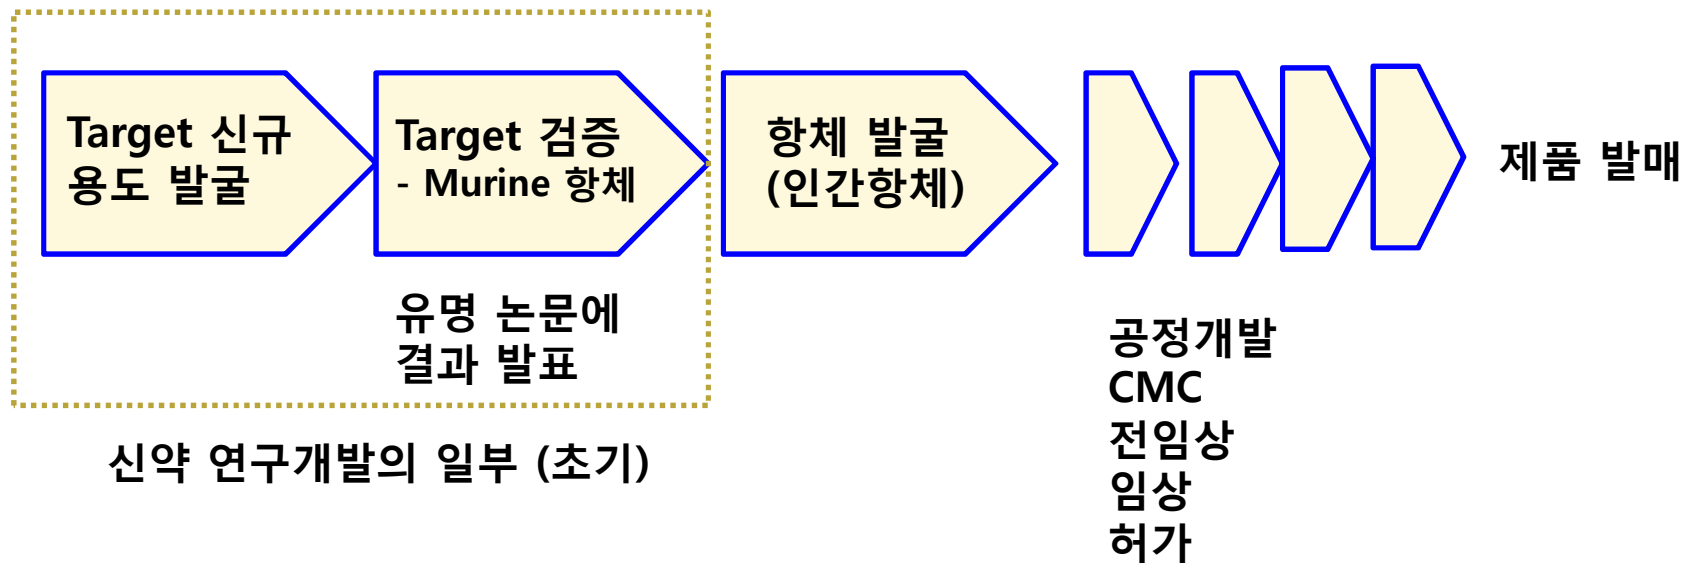 Target 신규
용도 발굴
Target 검증
- Murine 항체
항체 발굴
(인간항체)
제품 발매
유명 논문에
결과 발표
공정개발
CMC
전임상
임상
허가
신약 연구개발의 일부 (초기)